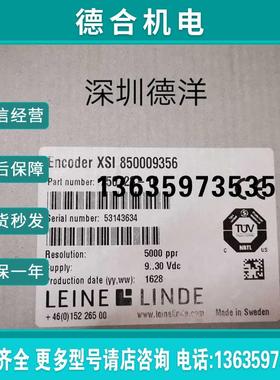 德合机电
深圳德洋
信经营
后保障
货秒发
保一年
Encoder XSI 850009356
Part number:
13635973535
Serial number: 53143634
TÜV
NRTL
Resolution: 5000 ppr
Supply: 9..30 Vdc
Production date (yy.ww): 1628
LEINE LINDE
+46(0)152 265 00
www.leinelinde.com
Made in Sweden
齐全 更多型号请店咨询 电话:1363597